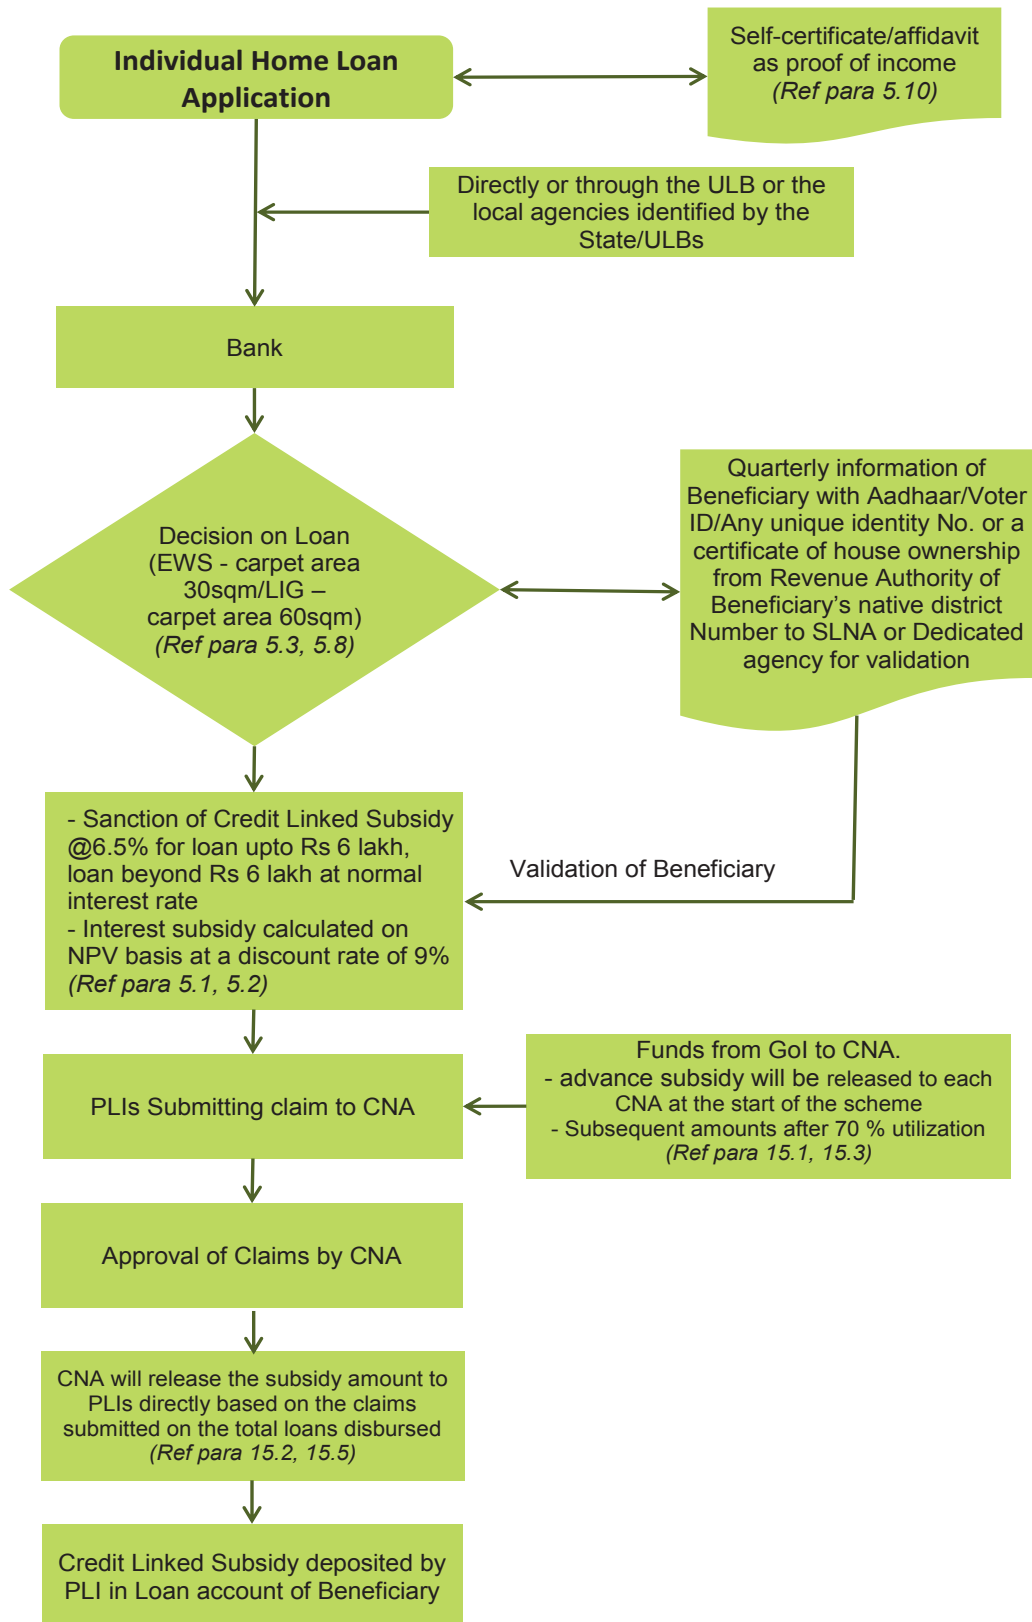 Individual Home Loan
Application
Self-certificate/affidavit
as proof of income
(Ref para 5.10)
Directly or through the ULB or the
local agencies identified by the
State/ULBs
Bank
Decision on Loan
(EWS - carpet area
30sqm/LIG –
carpet area 60sqm)
(Ref para 5.3, 5.8)
Quarterly information of
Beneficiary with Aadhaar/Voter
ID/Any unique identity No. or a
certificate of house ownership
from Revenue Authority of
Beneficiary's native district
Number to SLNA or Dedicated
agency for validation
- Sanction of Credit Linked Subsidy
@6.5% for loan upto Rs 6 lakh,
loan beyond Rs 6 lakh at normal
interest rate
- Interest subsidy calculated on
NPV basis at a discount rate of 9%
(Ref para 5.1, 5.2)
Validation of Beneficiary
PLIs Submitting claim to CNA
Funds from GoI to CNA.
- advance subsidy will be released to each
CNA at the start of the scheme
- Subsequent amounts after 70 % utilization
(Ref para 15.1, 15.3)
Approval of Claims by CNA
CNA will release the subsidy amount to
PLIs directly based on the claims
submitted on the total loans disbursed
(Ref para 15.2, 15.5)
Credit Linked Subsidy deposited by
PLI in Loan account of Beneficiary